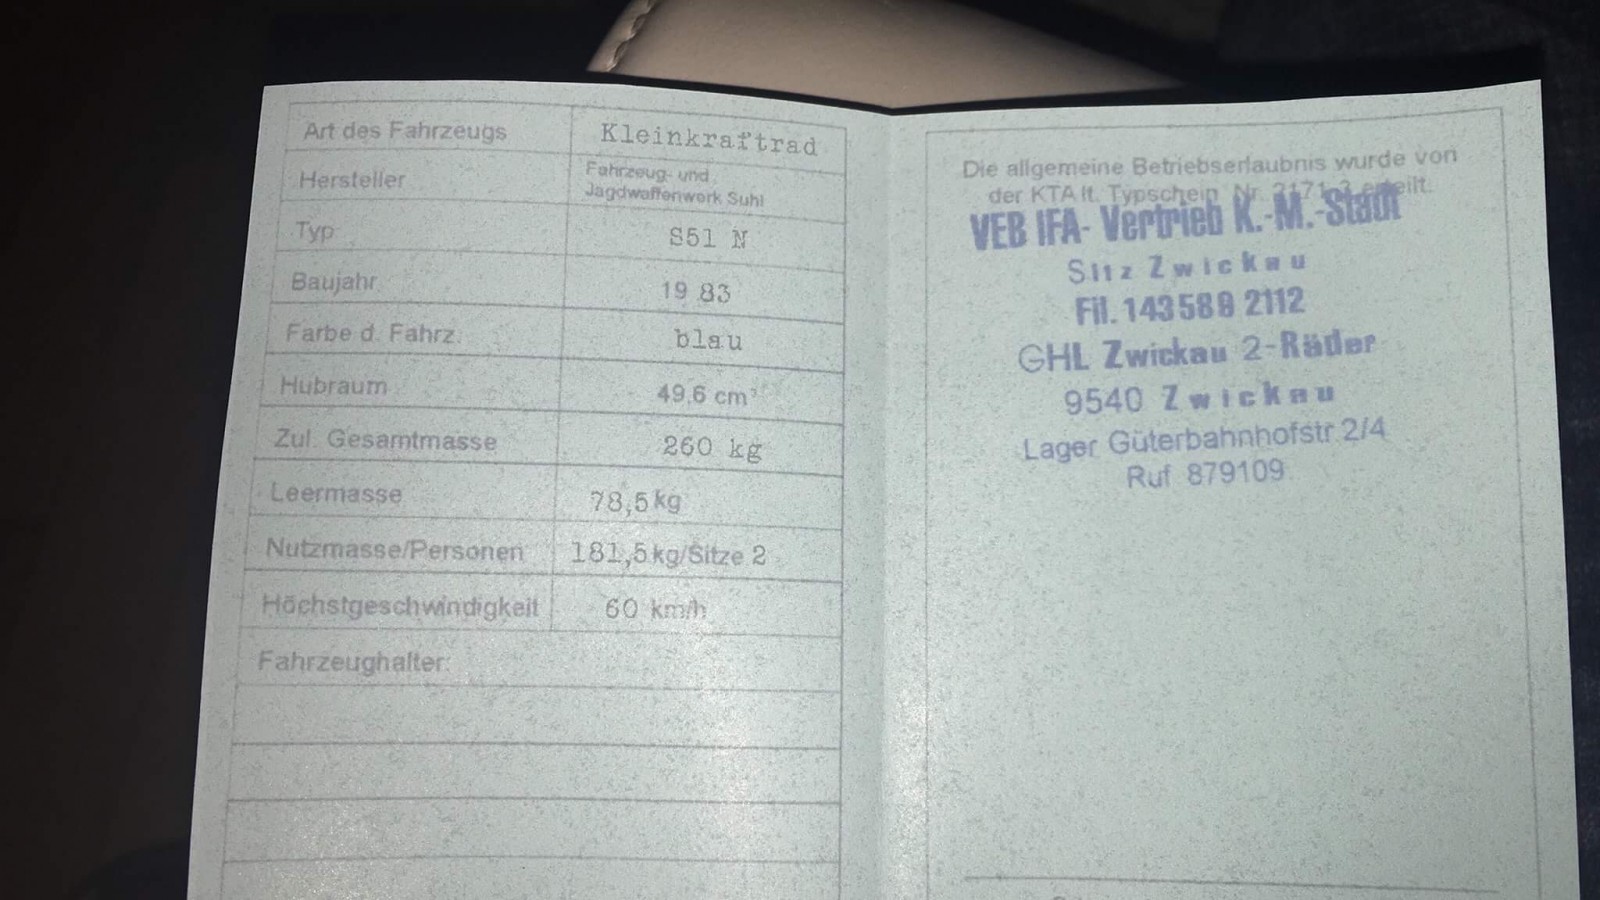 Art des Fahrzeugs Kleinkraftrad
Hersteller Fahrzeug- und
Jagdwaffenwerk Suhl
Typ S51 N
Baujahr 19 83
Farbe d. Fahrz. blau
Hubraum 49,6 cm³
Zul. Gesamtmasse 260 kg
Leermasse 78,5 kg
Nutzmasse/Personen 181,5 kg/Sitze 2
Höchstgeschwindigkeit 60 km/h
Fahrzeughalter:
Die allgemeine Betriebserlaubnis wurde von
der KTA lt. Typschein Nr. erteilt.
VEB IFA- Vertrieb K.-M.-Stadt
Sitz Zwickau
Fil. 143589 2112
GHL Zwickau 2-Räder
9540 Zwickau
Lager Güterbahnhofstr. 2/4
Ruf 879109